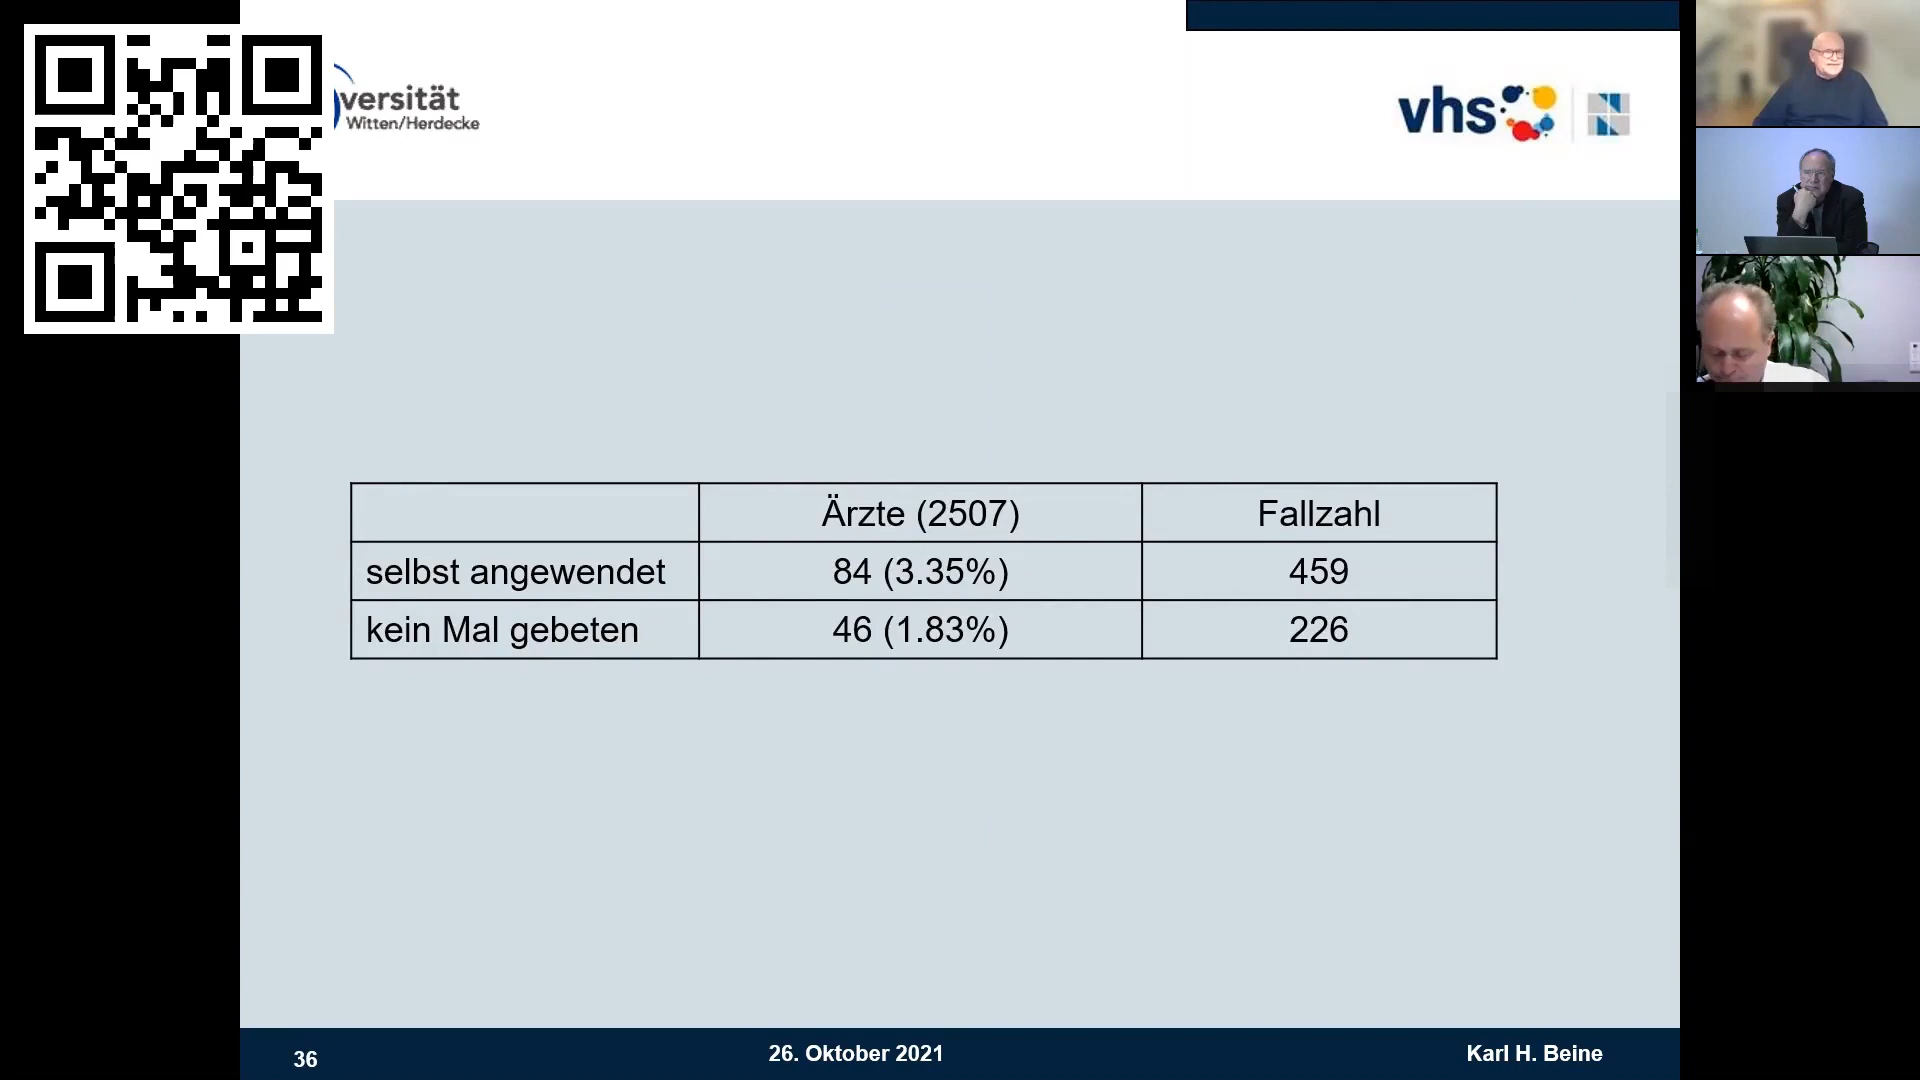 versität
Witten/Herdecke
vhs
Ärzte (2507) Fallzahl
selbst angewendet 84 (3.35%) 459
kein Mal gebeten 46 (1.83%) 226
36 26. Oktober 2021 Karl H. Beine